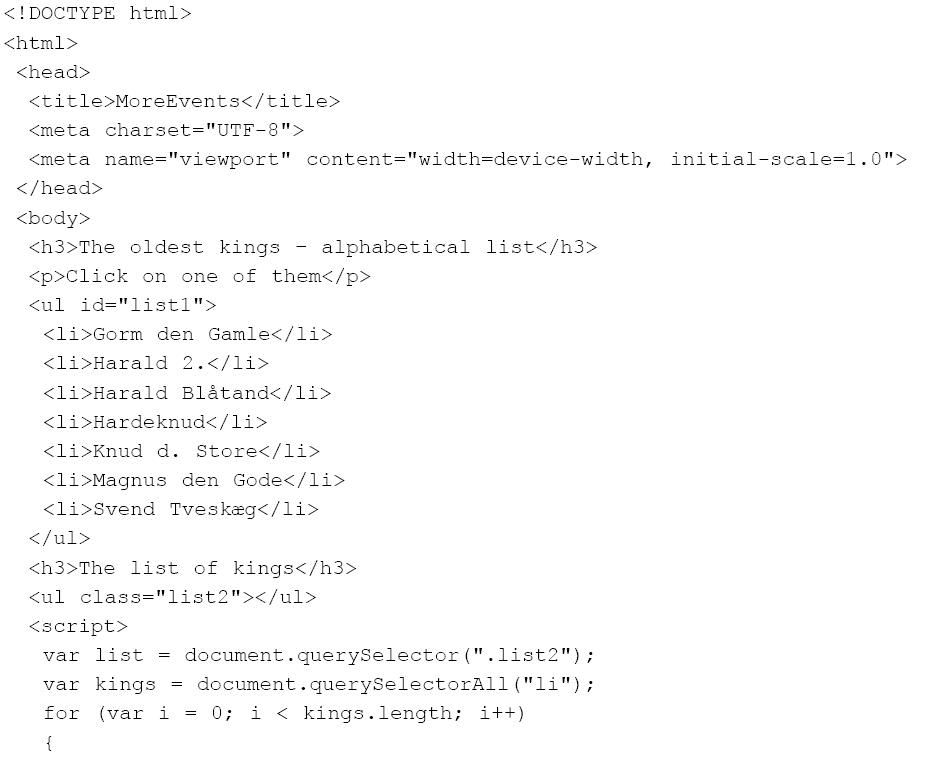 <!DOCTYPE html>
<html>
<head>
<title>MoreEvents</title>
<meta charset="UTF-8">
<meta name="viewport" content="width=device-width, initial-scale=1.0">
</head>
<body>
<h3>The oldest kings – alphabetical list</h3>
<p>Click on one of them</p>
<ul id="list1">
<li>Gorm den Gamle</li>
<li>Harald 2.</li>
<li>Harald Blåtand</li>
<li>Hardeknud</li>
<li>Knud d. Store</li>
<li>Magnus den Gode</li>
<li>Svend Tveskæg</li>
</ul>
<h3>The list of kings</h3>
<ul class="list2"></ul>
<script>
var list = document.querySelector(".list2");
var kings = document.querySelectorAll("li");
for (var i = 0; i < kings.length; i++)
{